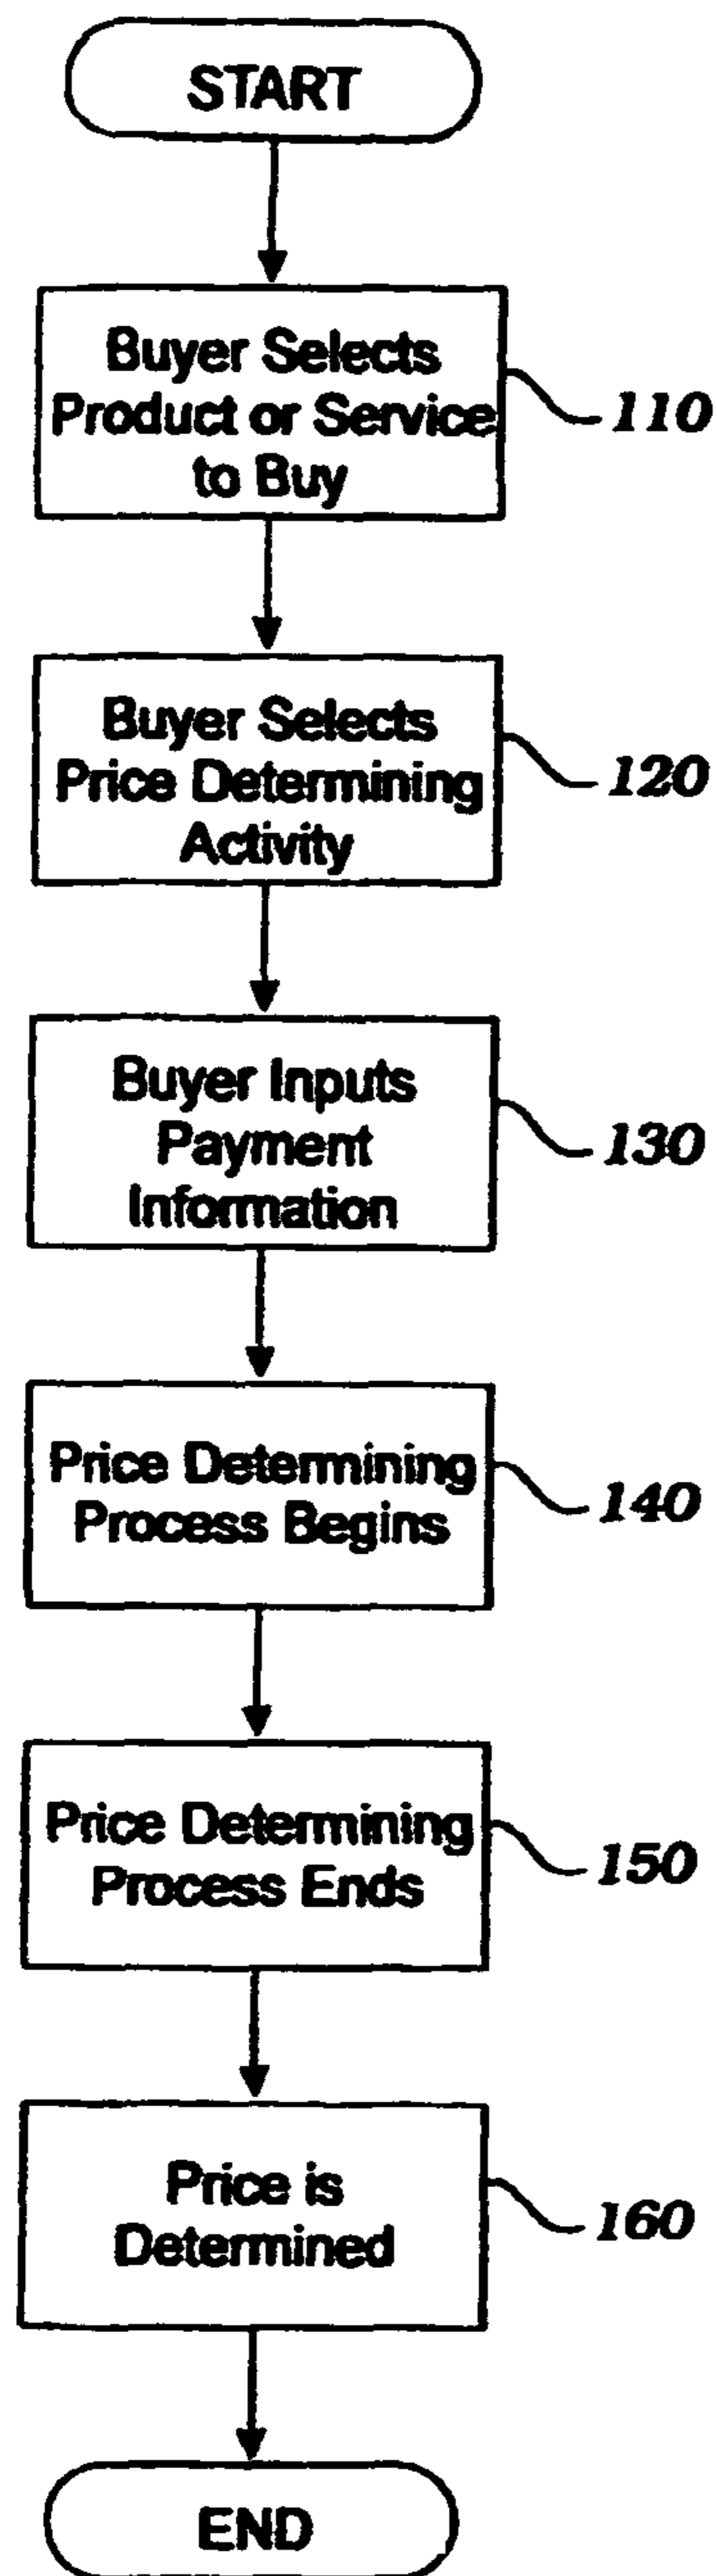 START
Buyer Selects
Product or Service
to Buy
110
Buyer Selects
Price Determining
Activity
120
Buyer Inputs
Payment
Information
130
Price Determining
Process Begins
140
Price Determining
Process Ends
150
Price is
Determined
160
END